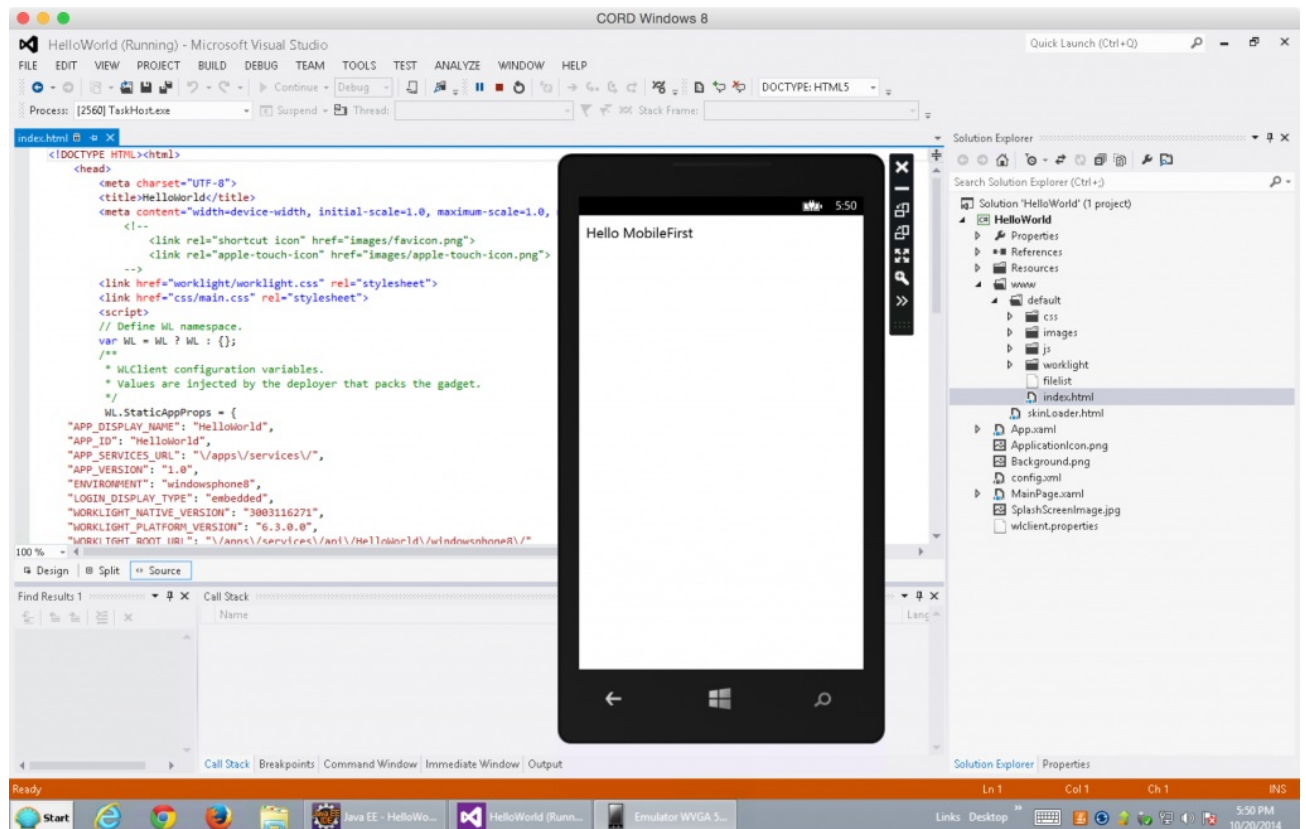 CORD Windows 8
HelloWorld (Running) - Microsoft Visual Studio
Quick Launch (Ctrl+Q)
FILE EDIT VIEW PROJECT BUILD DEBUG TEAM TOOLS TEST ANALYZE WINDOW HELP
Continue Debug DOCTYPE: HTML5
Process: [2560] TaskHost.exe Suspend Thread: Stack Frame:
index.html
<!DOCTYPE HTML><html>
<head>
<meta charset="UTF-8">
<title>HelloWorld</title>
<meta content="width=device-width, initial-scale=1.0, maximum-scale=1.0,
<!--
<link rel="shortcut icon" href="images/favicon.png">
<link rel="apple-touch-icon" href="images/apple-touch-icon.png">
-->
<link href="worklight/worklight.css" rel="stylesheet">
<link href="css/main.css" rel="stylesheet">
<script>
// Define WL namespace.
var WL = WL ? WL : {};
/**
* WLClient configuration variables.
* Values are injected by the deployer that packs the gadget.
*/
WL.StaticAppProps = {
"APP_DISPLAY_NAME": "HelloWorld",
"APP_ID": "HelloWorld",
"APP_SERVICES_URL": "\/apps\/services\/",
"APP_VERSION": "1.0",
"ENVIRONMENT": "windowsphone8",
"LOGIN_DISPLAY_TYPE": "embedded",
"WORKLIGHT_NATIVE_VERSION": "3003116271",
"WORKLIGHT_PLATFORM_VERSION": "6.3.0.0",
"WORKLIGHT_ROOT_URL": "\/apps\/services\/api\/HelloWorld\/windowsphone8\/"
100 %
Design Split Source
5:50
Hello MobileFirst
Solution Explorer
Search Solution Explorer (Ctrl+;)
Solution 'HelloWorld' (1 project)
HelloWorld
Properties
References
Resources
www
default
css
images
js
worklight
filelist
index.html
skinLoader.html
App.xaml
ApplicationIcon.png
Background.png
config.xml
MainPage.xaml
SplashScreenImage.jpg
wlclient.properties
Find Results 1
Call Stack
Name
Lang
Call Stack Breakpoints Command Window Immediate Window Output
Solution Explorer Properties
Ready
Ln 1 Col 1 Ch 1 INS
Start
Java EE - HelloWo...
HelloWorld (Runn...
Emulator WVGA 5...
Links Desktop
5:50 PM
10/20/2014